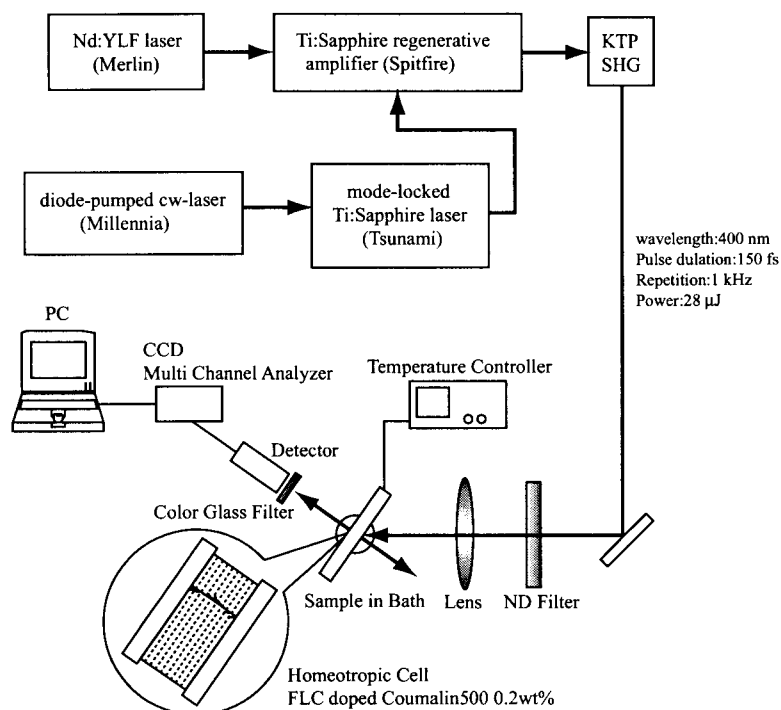 Nd:YLF laser
(Merlin)
Ti:Sapphire regenerative
amplifier (Spitfire)
KTP
SHG
diode-pumped cw-laser
(Millennia)
mode-locked
Ti:Sapphire laser
(Tsunami)
wavelength:400 nm
Pulse dulation:150 fs
Repetition:1 kHz
Power:28 μJ
PC
CCD
Multi Channel Analyzer
Temperature Controller
Detector
Color Glass Filter
Sample in Bath
Lens
ND Filter
Homeotropic Cell
FLC doped Coumalin500 0.2wt%